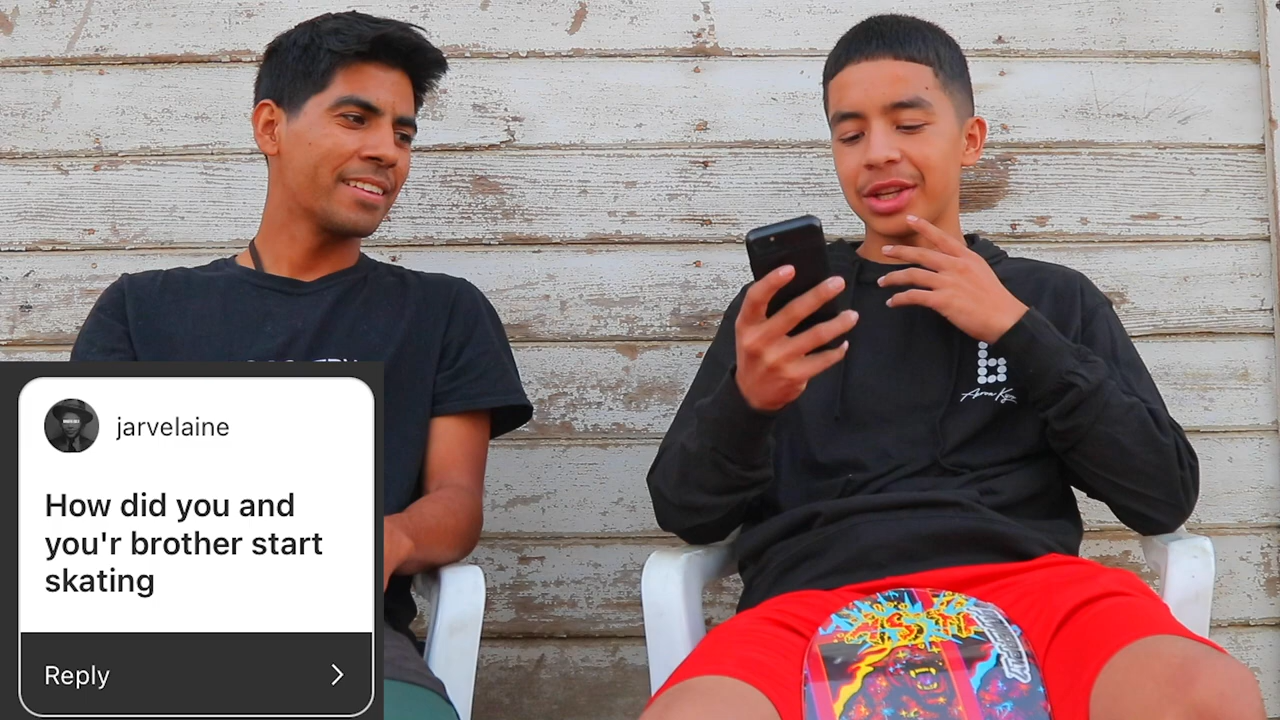 jarvelaine
How did you and
you'r brother start
skating
Reply
b